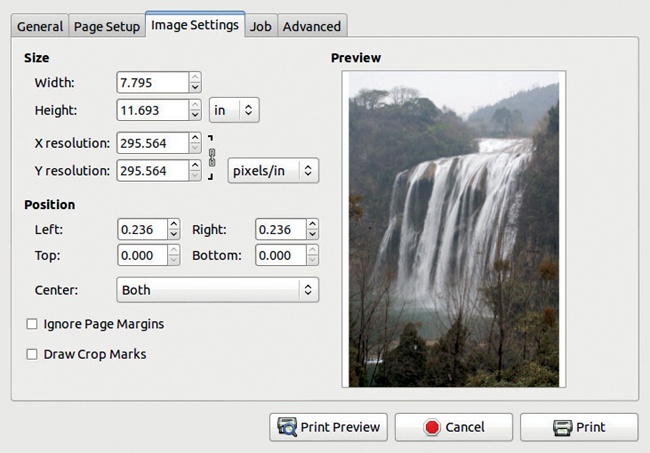 General Page Setup Image Settings Job Advanced
Size
Width: 7.795
Height: 11.693 in
X resolution: 295.564
Y resolution: 295.564 pixels/in
Position
Left: 0.236 Right: 0.236
Top: 0.000 Bottom: 0.000
Center: Both
Ignore Page Margins
Draw Crop Marks
Preview
Print Preview Cancel Print